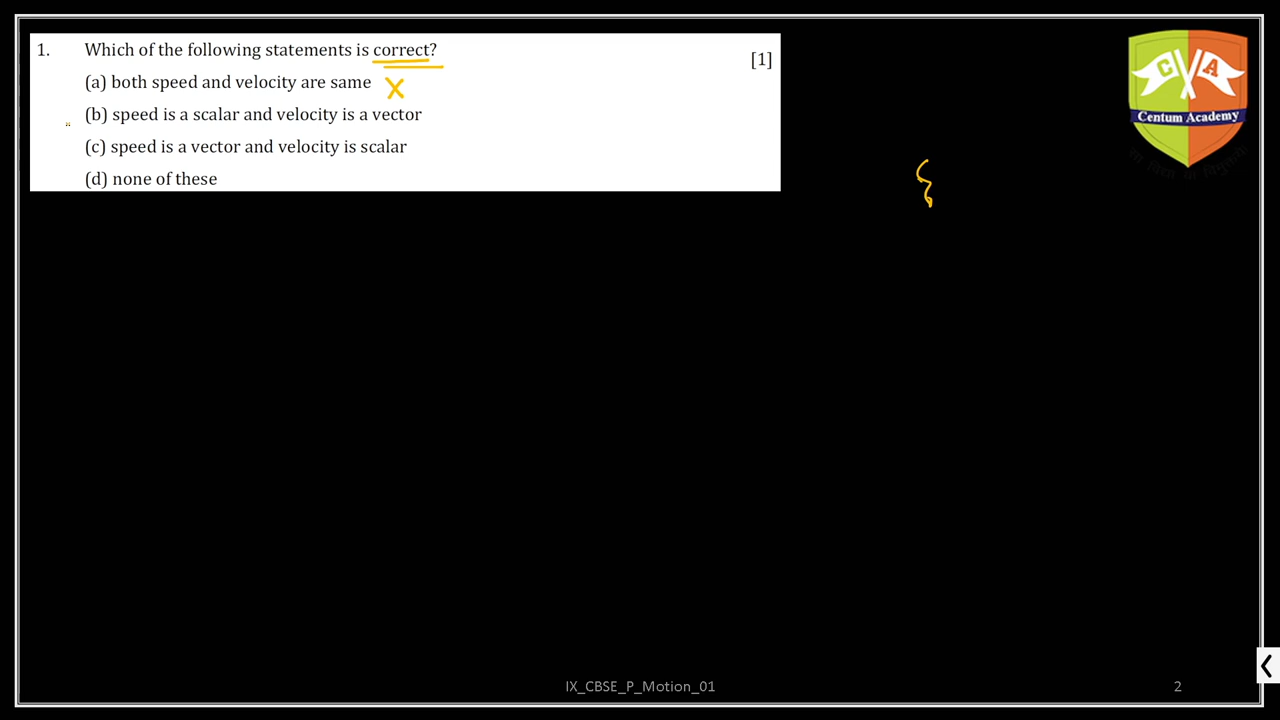 1. Which of the following statements is correct? [1]
(a) both speed and velocity are same X
(b) speed is a scalar and velocity is a vector
(c) speed is a vector and velocity is scalar
(d) none of these
C A
Centum Academy
IX_CBSE_P_Motion_01 2